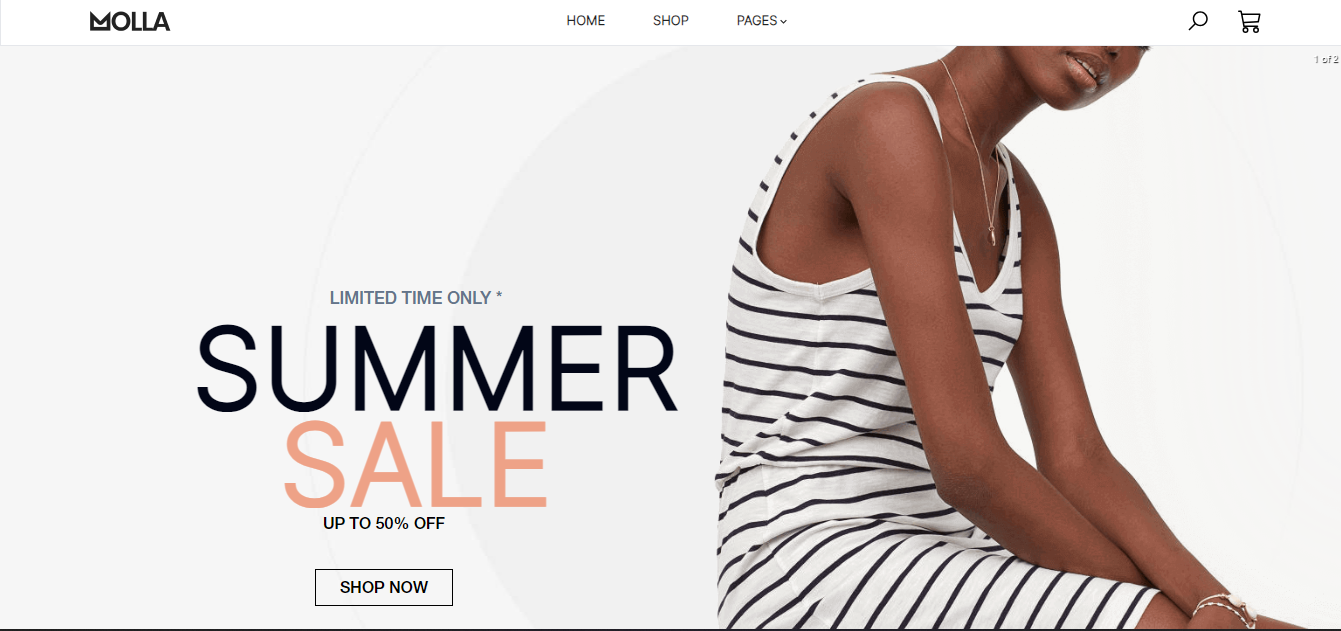 MOLLA
HOME SHOP PAGES
1 of 2
LIMITED TIME ONLY *
SUMMER
SALE
UP TO 50% OFF
SHOP NOW